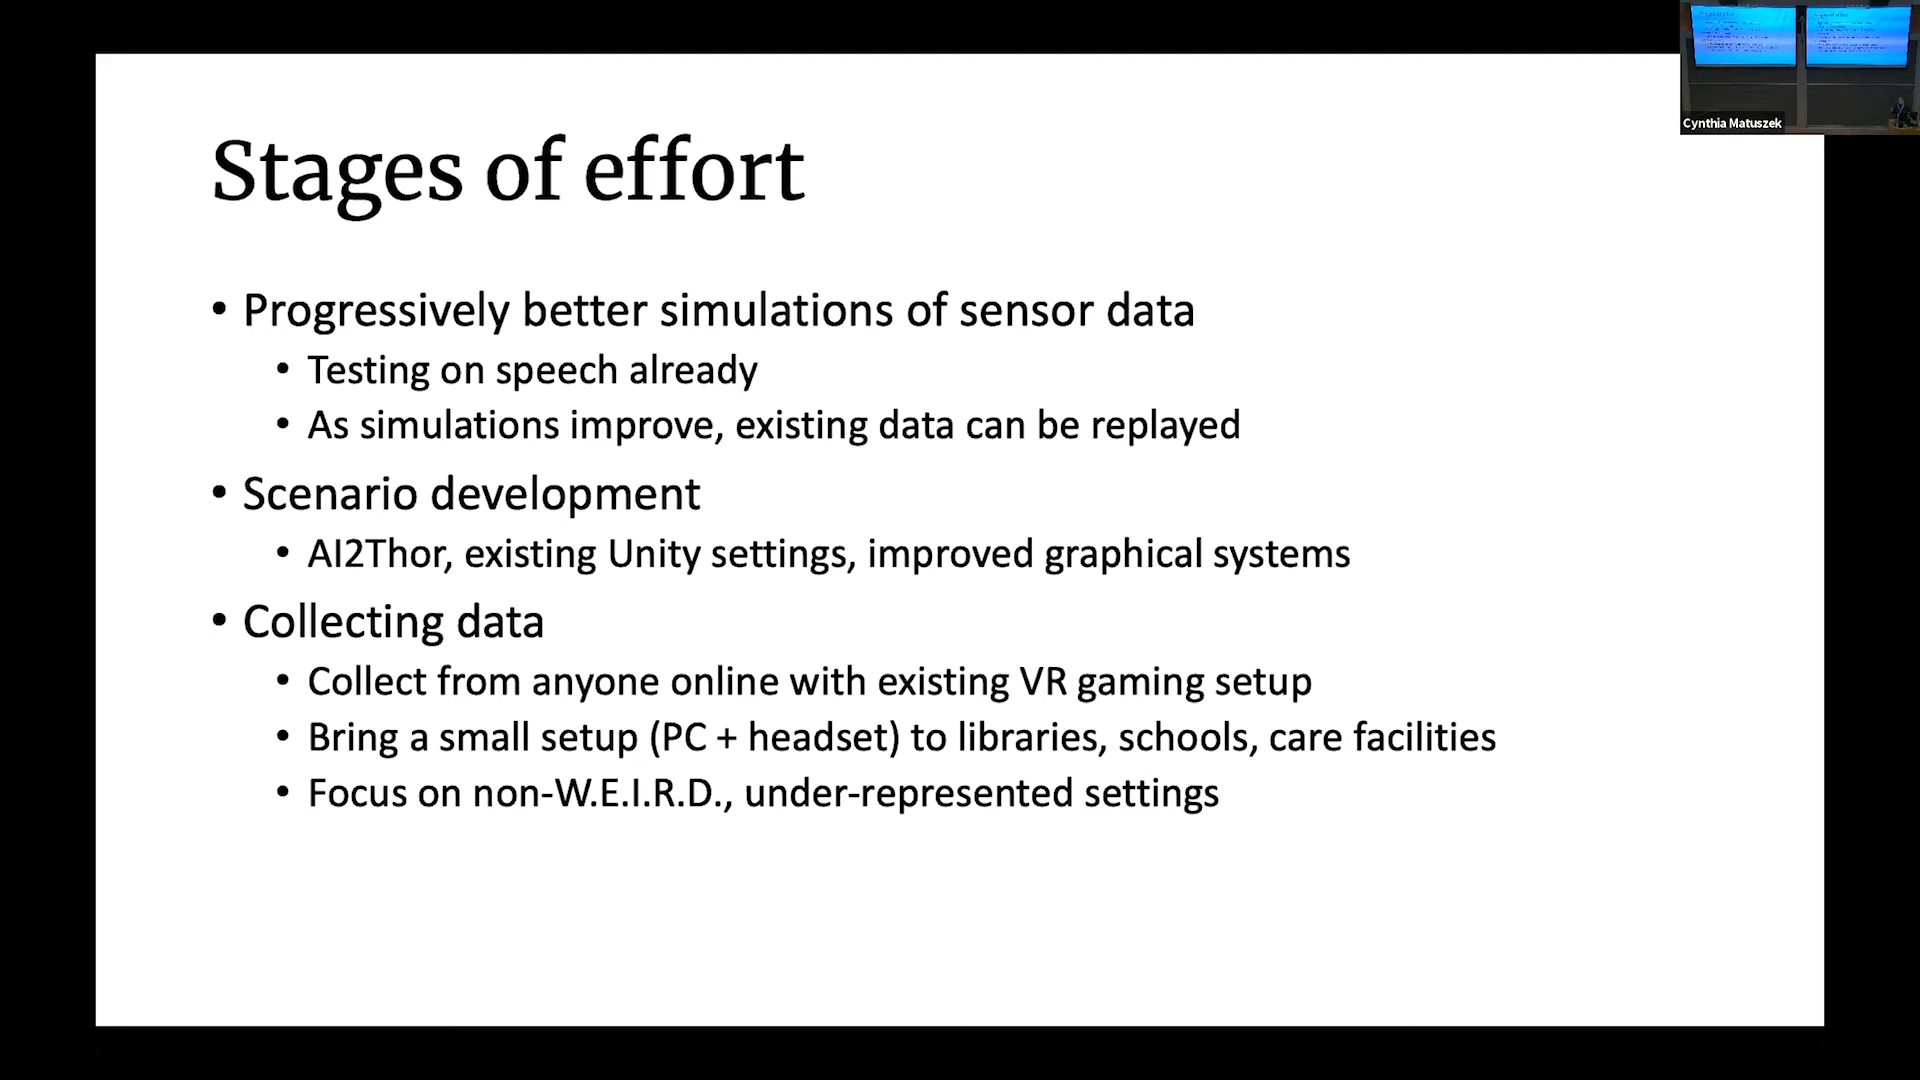 Stages of effort
• Progressively better simulations of sensor data
• Testing on speech already
• As simulations improve, existing data can be replayed
• Scenario development
• AI2Thor, existing Unity settings, improved graphical systems
• Collecting data
• Collect from anyone online with existing VR gaming setup
• Bring a small setup (PC + headset) to libraries, schools, care facilities
• Focus on non-W.E.I.R.D., under-represented settings
Cynthia Matuszek